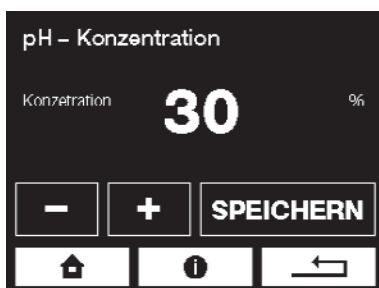 pH – Konzentration
Konzetration 30 %
– + SPEICHERN